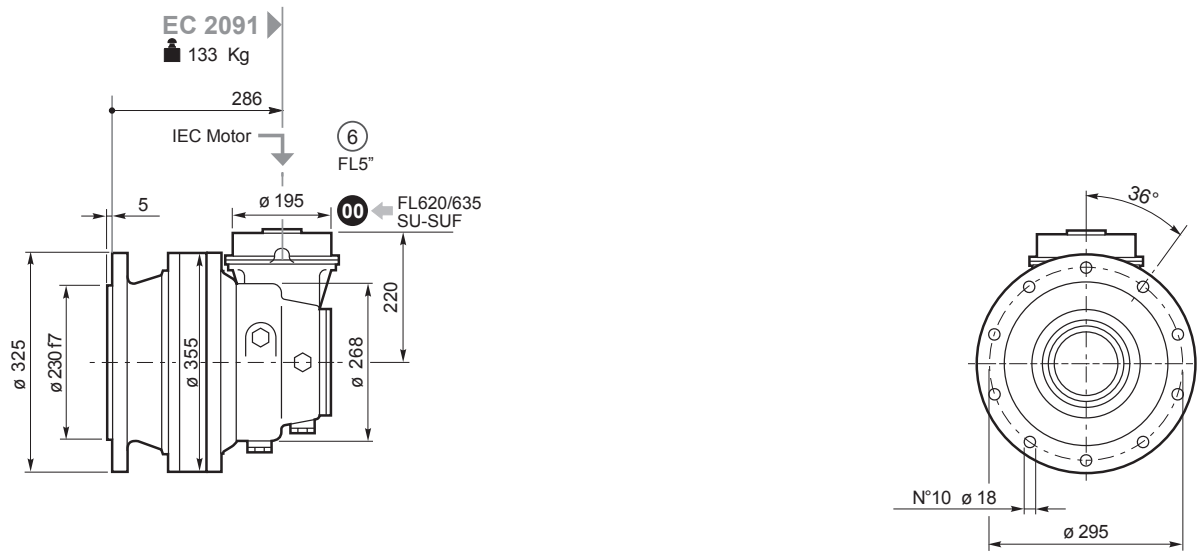 EC 2091
133 Kg
286
IEC Motor
6
FL5”
5
ø 195
00
FL620/635
SU-SUF
36°
220
ø 325
ø 230 f7
ø 355
ø 268
N°10 ø 18
ø 295